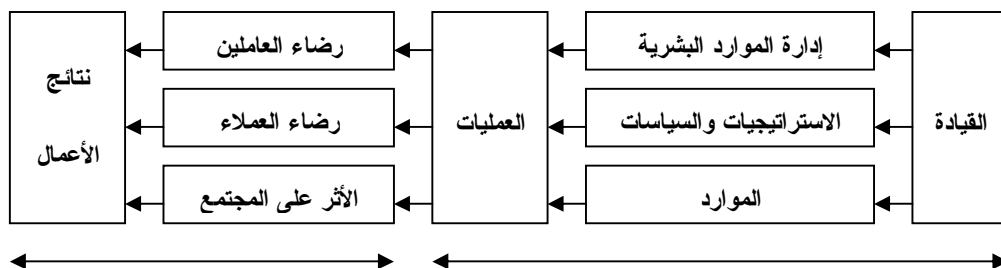 القيادة
إدارة الموارد البشرية
الاستراتيجيات والسياسات
الموارد
العمليات
رضاء العاملين
رضاء العملاء
الأثر على المجتمع
نتائج
الأعمال